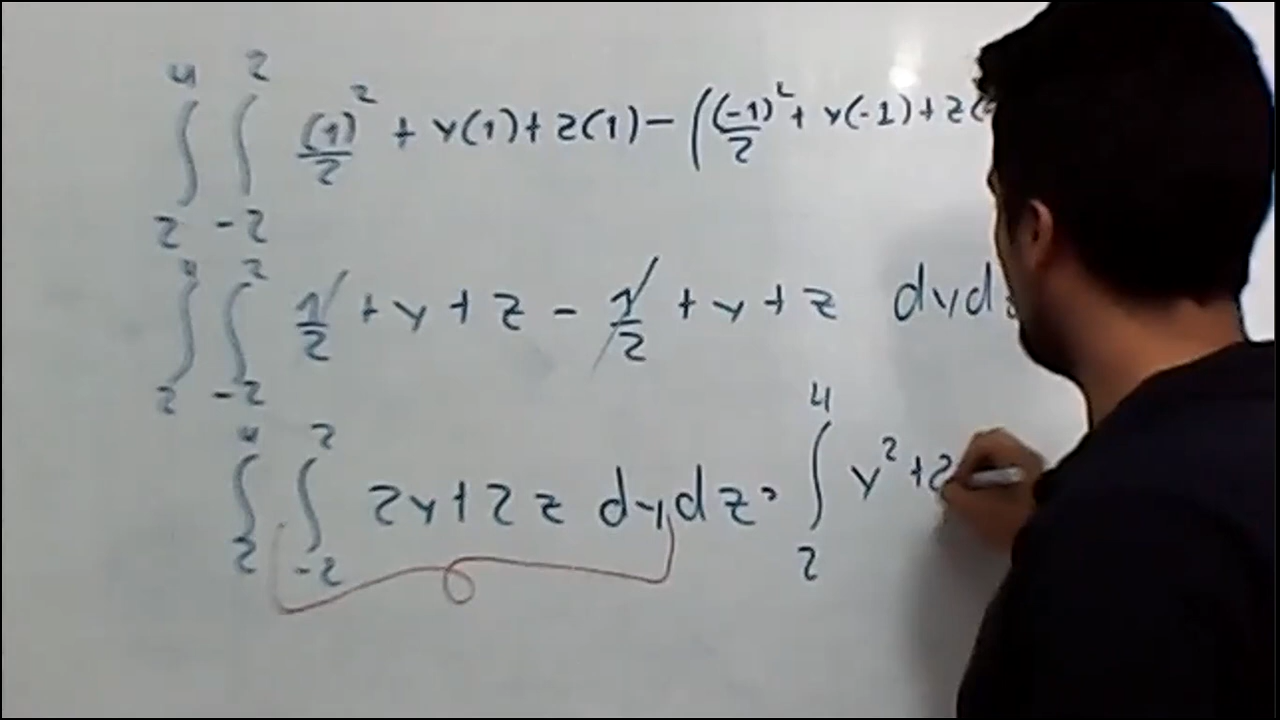 ∫₂⁴ ∫₋₂² (1)²/2 + y(1) + z(1) − ((-1)²/2 + y(-1) + z(
∫₂⁴ ∫₋₂² 1/2 + y + z − 1/2 + y + z dydz
∫₂⁴ ∫₋₂² 2y + 2z dydz = ∫₂⁴ y² + 2